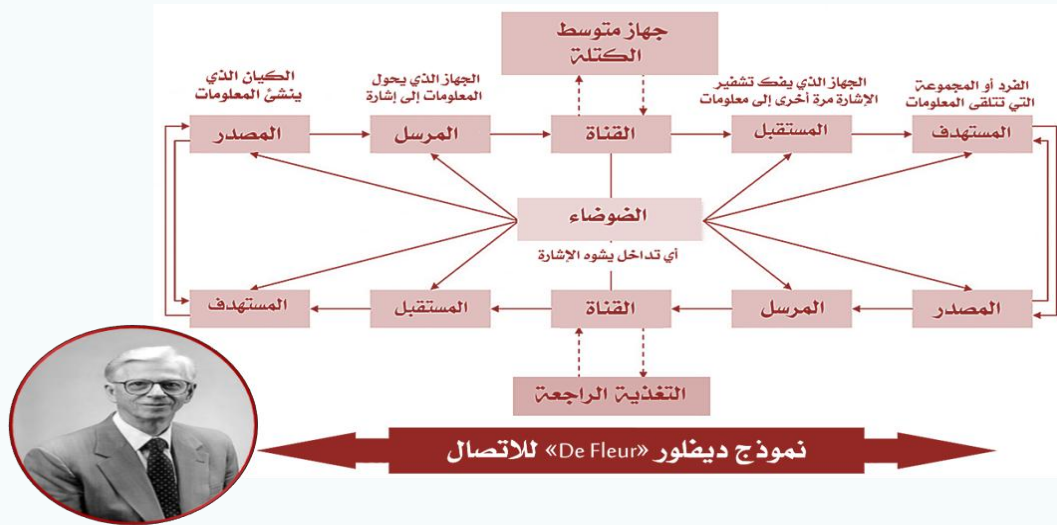 جهاز متوسط
الكتلة
الكيان الذي
ينشئ المعلومات
الجهاز الذي يحول
المعلومات إلى إشارة
الجهاز الذي يفك تشفير
الإشارة مرة أخرى إلى معلومات
الفرد أو المجموعة
التي تتلقى المعلومات
المصدر
المرسل
القناة
المستقبل
المستهدف
الضوضاء
أي تداخل يشوه الإشارة
المستهدف
المستقبل
القناة
المرسل
المصدر
التغذية الراجعة
نموذج ديفلور «De Fleur» للاتصال